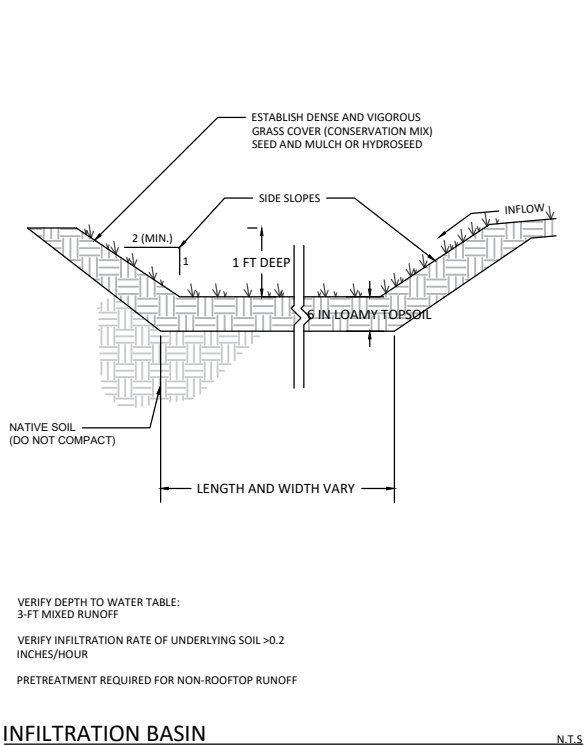 ESTABLISH DENSE AND VIGOROUS
GRASS COVER (CONSERVATION MIX)
SEED AND MULCH OR HYDROSEED
SIDE SLOPES
INFLOW
2 (MIN.)
1
1 FT DEEP
6 IN LOAMY TOPSOIL
NATIVE SOIL
(DO NOT COMPACT)
LENGTH AND WIDTH VARY
VERIFY DEPTH TO WATER TABLE:
3-FT MIXED RUNOFF
VERIFY INFILTRATION RATE OF UNDERLYING SOIL >0.2
INCHES/HOUR
PRETREATMENT REQUIRED FOR NON-ROOFTOP RUNOFF
INFILTRATION BASIN
N.T.S